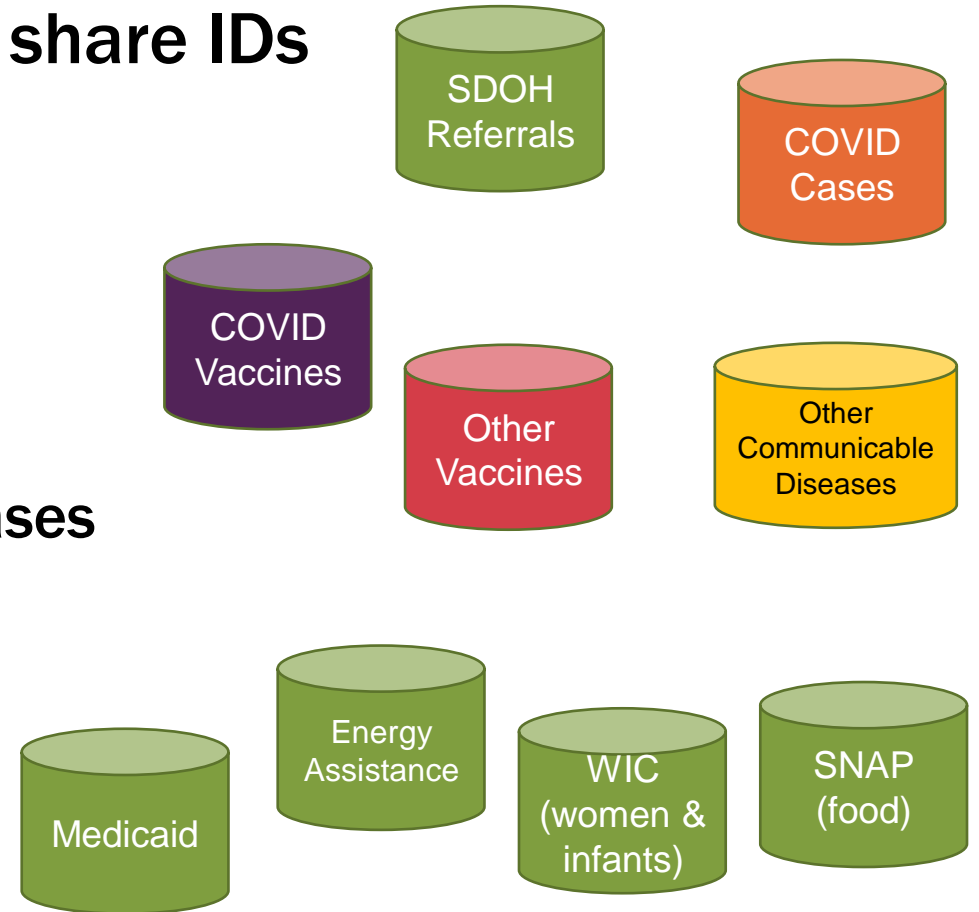 share IDs
SDOH
Referrals
COVID
Cases
COVID
Vaccines
Other
Vaccines
Other
Communicable
Diseases
ases
Energy
Assistance
Medicaid
WIC
(women &
infants)
SNAP
(food)